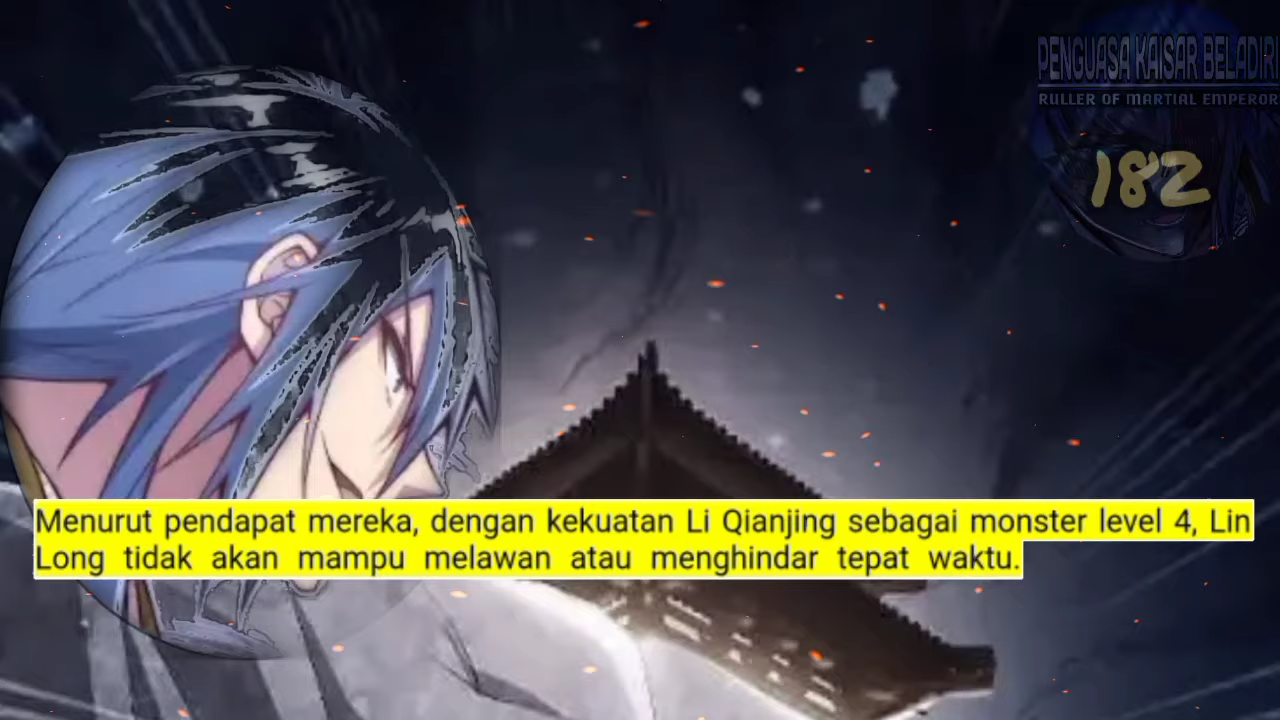 PENGUASA KAISAR BELADIRI
RULLER OF MARTIAL EMPEROR
182
Menurut pendapat mereka, dengan kekuatan Li Qianjing sebagai monster level 4, Lin
Long tidak akan mampu melawan atau menghindar tepat waktu.